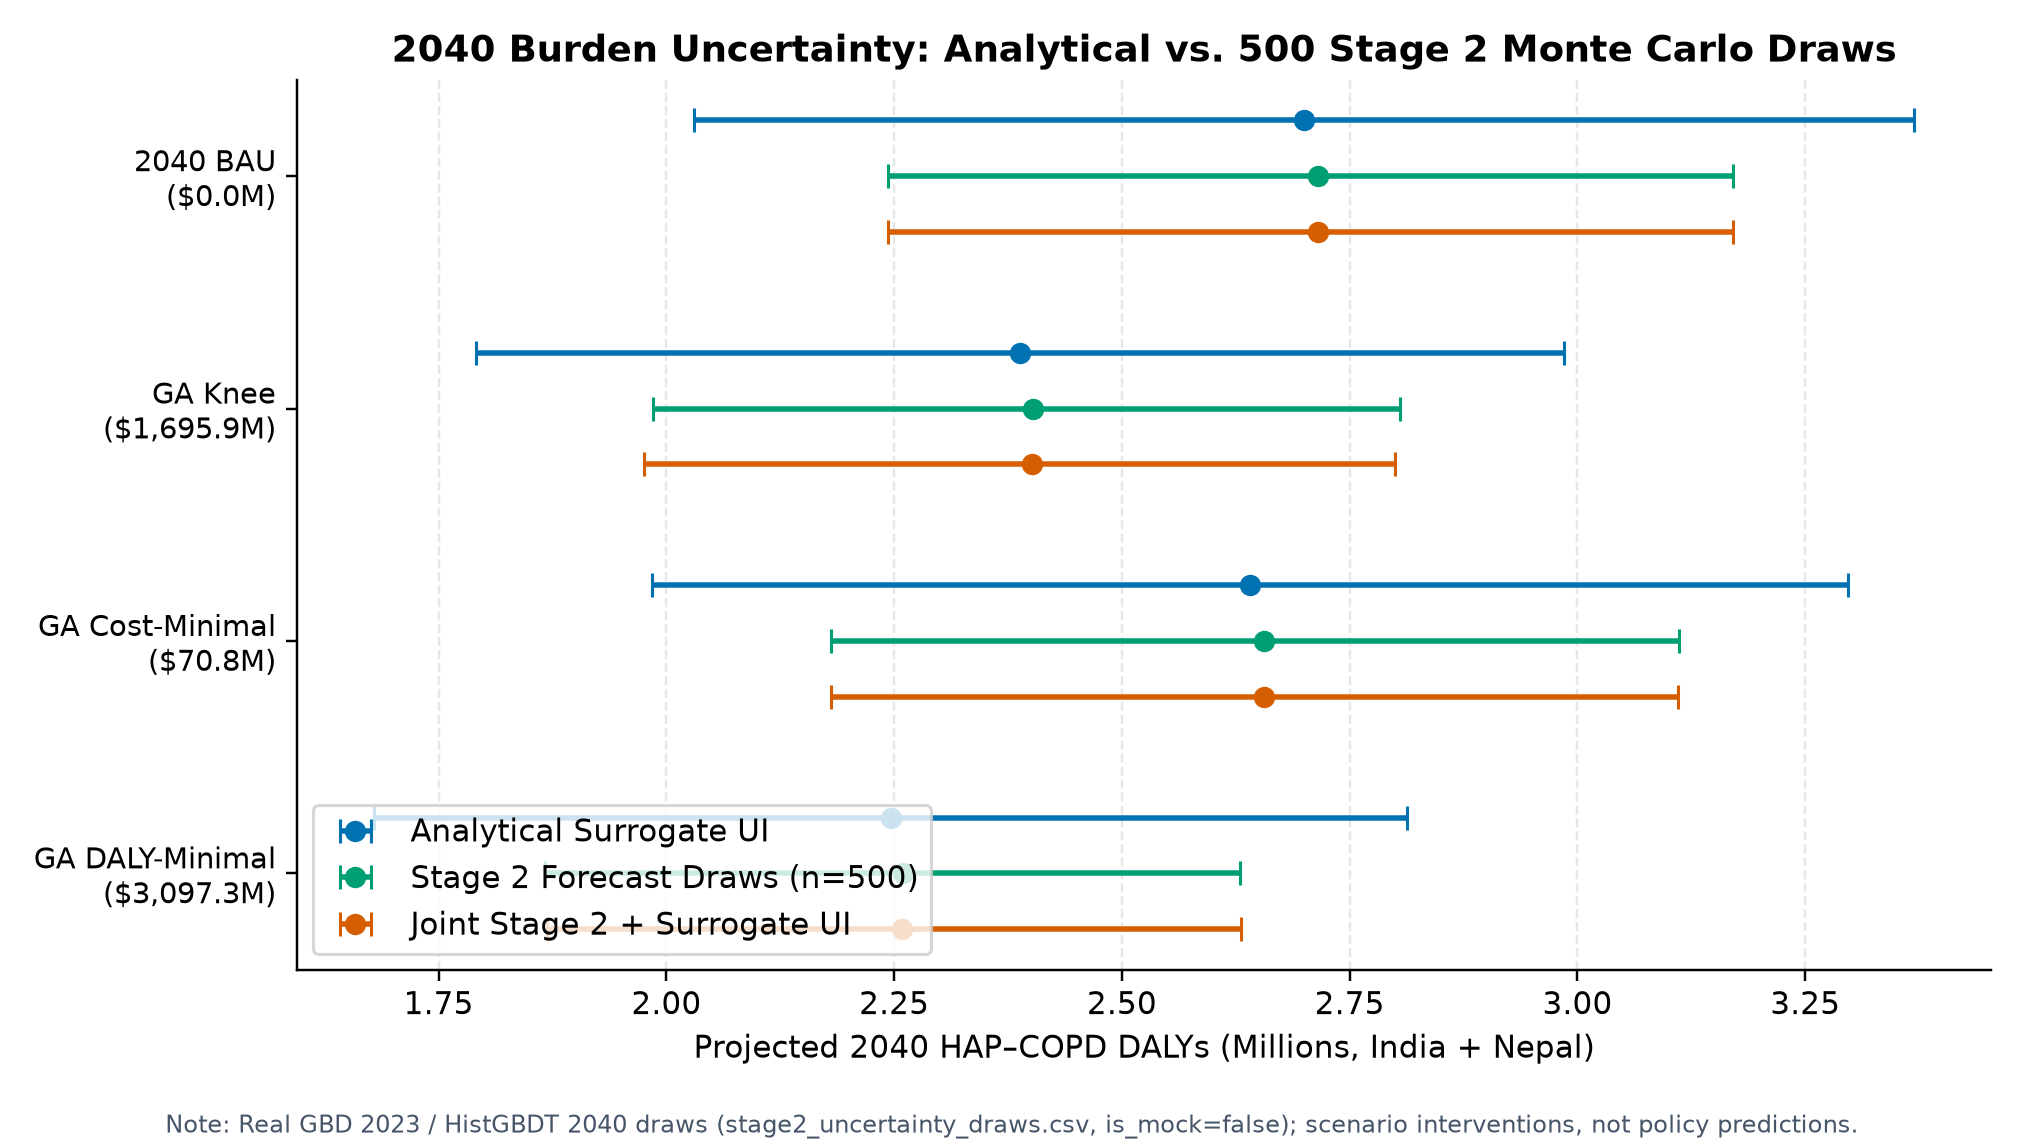 2040 Burden Uncertainty: Analytical vs. 500 Stage 2 Monte Carlo Draws
2040 BAU
($0.0M)
GA Knee
($1,695.9M)
GA Cost-Minimal
($70.8M)
GA DALY-Minimal
($3,097.3M)
Analytical Surrogate UI
Stage 2 Forecast Draws (n=500)
Joint Stage 2 + Surrogate UI
1.75 2.00 2.25 2.50 2.75 3.00 3.25
Projected 2040 HAP–COPD DALYs (Millions, India + Nepal)
Note: Real GBD 2023 / HistGBDT 2040 draws (stage2_uncertainty_draws.csv, is_mock=false); scenario interventions, not policy predictions.